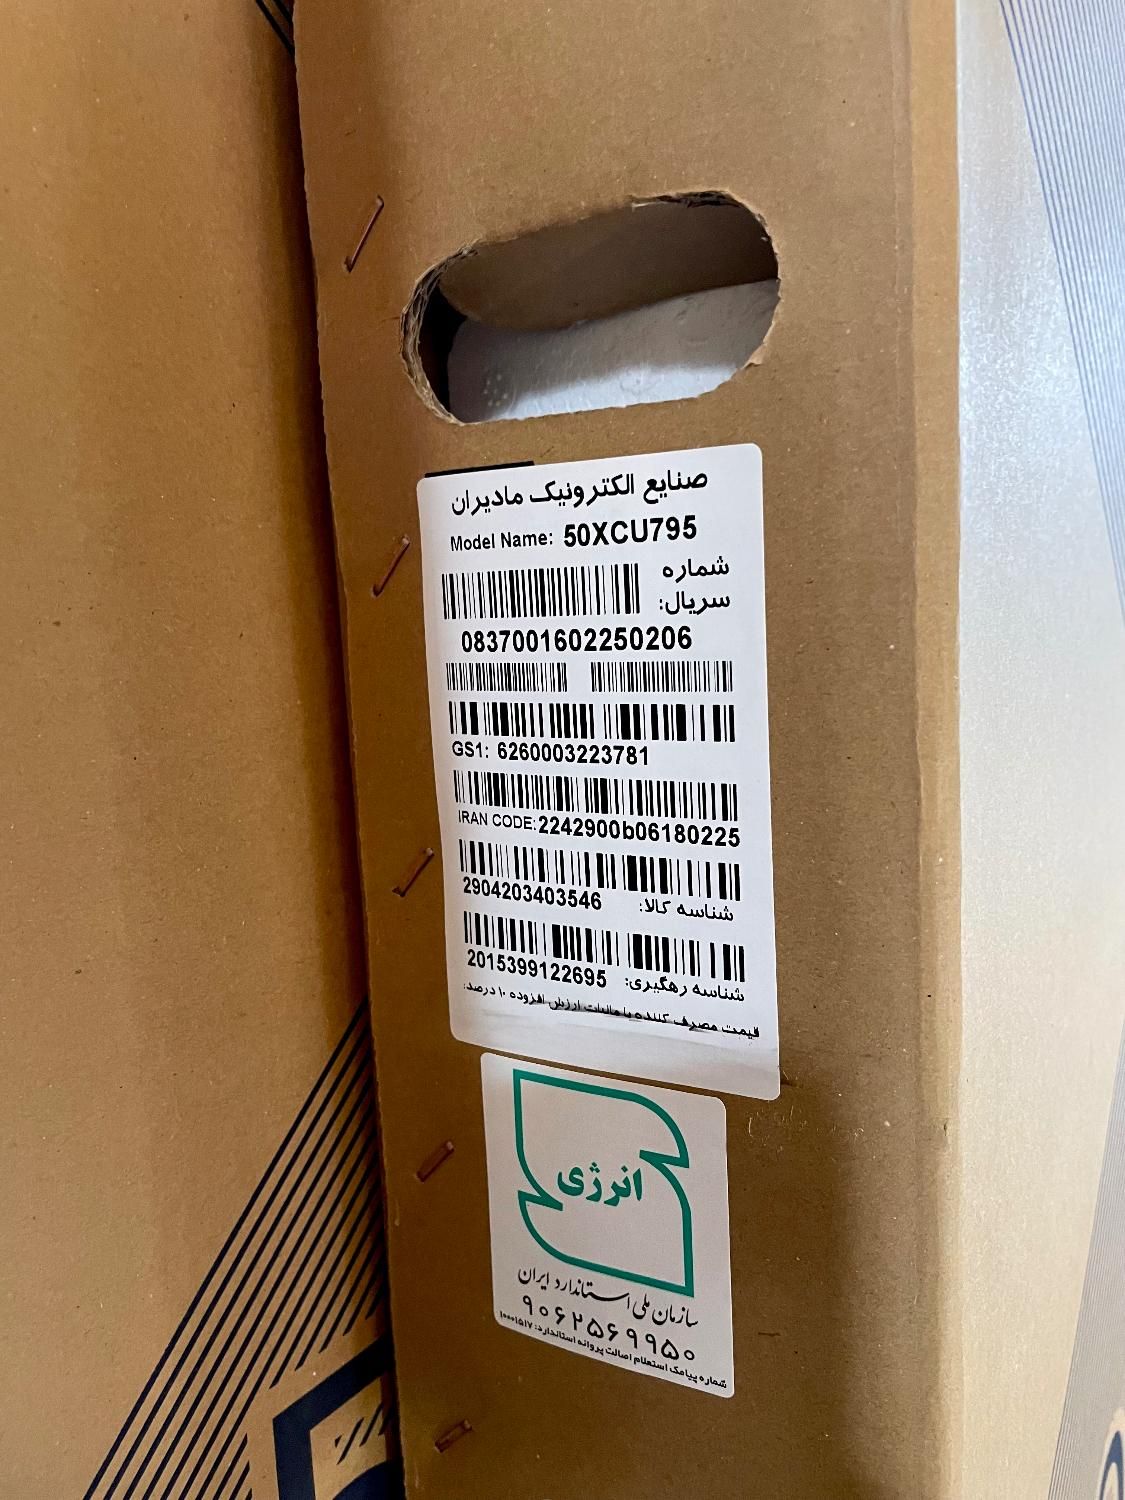 صنایع الکترونیک مادیران
Model Name: 50XCU795
شماره
سریال:
0837001602250206
GS1: 6260003223781
IRAN CODE:2242900b06180225
2904203403546 شناسه کالا:
2015399122695 شناسه رهگیری:
قیمت مصرف کننده با مالیات ارزش افزوده ۱۰ درصد:
انرژی
سازمان ملی استاندارد ایران
۹۰۶۲۵۶۹۹۵۰
شماره پیامک استعلام اصالت پروانه استاندارد: ۱۰۰۰۱۵۱۷